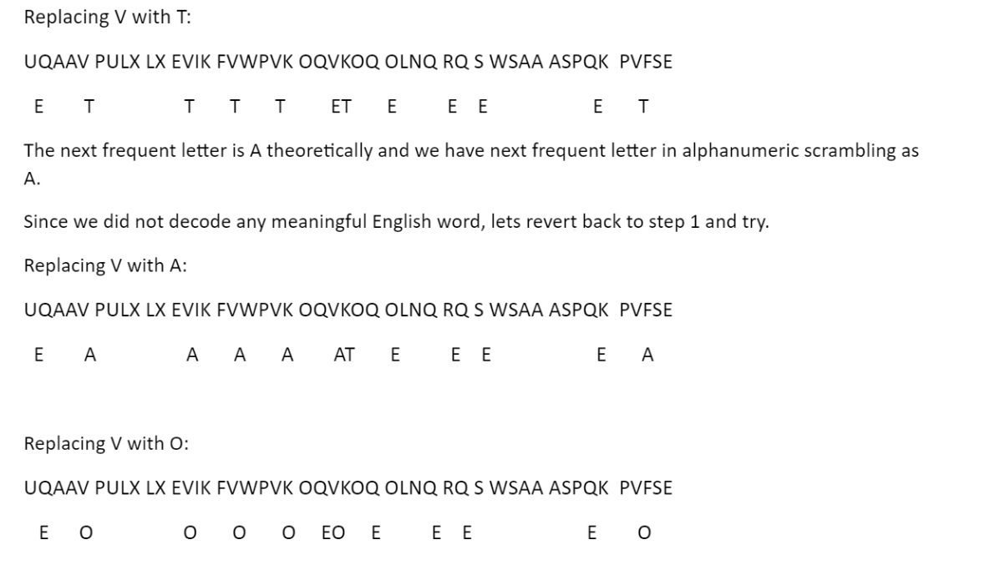 Replacing V with T:
UQAAV PULX LX EVIK FVWPVK OQVKOQ OLNQ RQ S WSAA ASPQK PVFSE
E T T T T ET E E E E T
The next frequent letter is A theoretically and we have next frequent letter in alphanumeric scrambling as
A.
Since we did not decode any meaningful English word, lets revert back to step 1 and try.
Replacing V with A:
UQAAV PULX LX EVIK FVWPVK OQVKOQ OLNQ RQ S WSAA ASPQK PVFSE
E A A A A AT E E E E A
Replacing V with O:
UQAAV PULX LX EVIK FVWPVK OQVKOQ OLNQ RQ S WSAA ASPQK PVFSE
E O O O O EO E E E E O